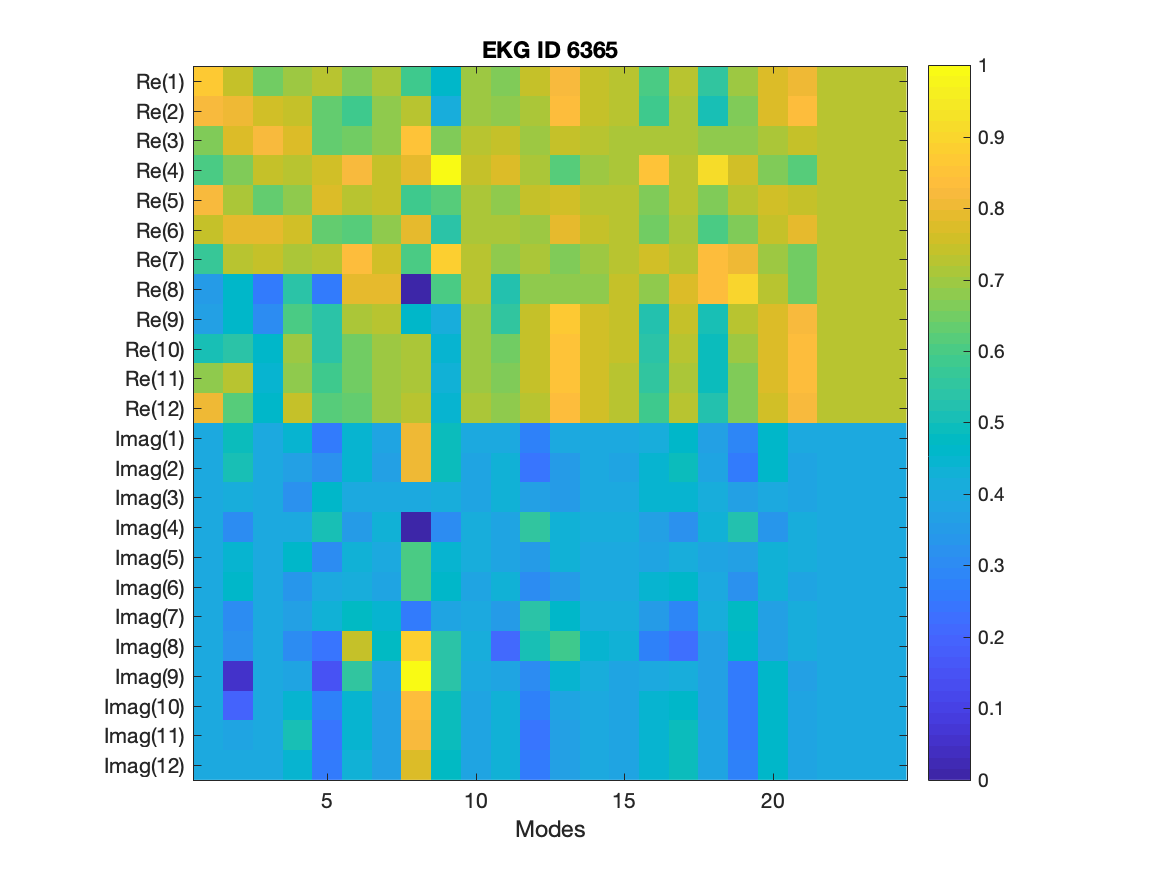 EKG ID 6365
Re(1)
Re(2)
Re(3)
Re(4)
Re(5)
Re(6)
Re(7)
Re(8)
Re(9)
Re(10)
Re(11)
Re(12)
Imag(1)
Imag(2)
Imag(3)
Imag(4)
Imag(5)
Imag(6)
Imag(7)
Imag(8)
Imag(9)
Imag(10)
Imag(11)
Imag(12)
5 10 15 20
Modes
1
0.9
0.8
0.7
0.6
0.5
0.4
0.3
0.2
0.1
0